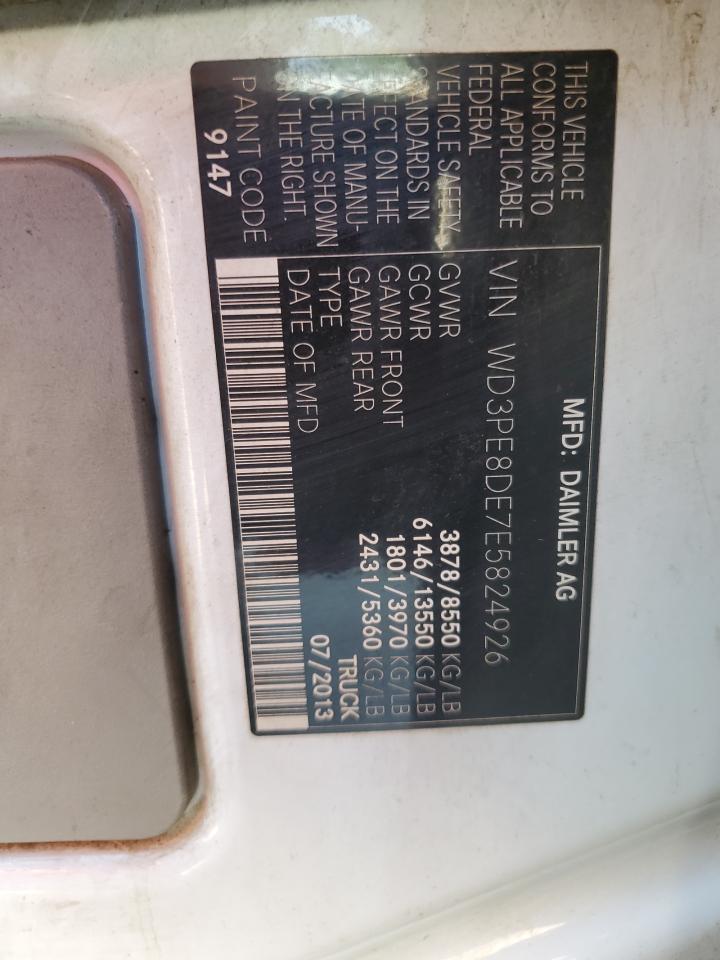 MFD: DAIMLER AG
VIN WD3PE8DE7E5824926
THIS VEHICLE
CONFORMS TO
ALL APPLICABLE
FEDERAL
VEHICLE SAFETY
STANDARDS IN
EFFECT ON THE
DATE OF MANU-
FACTURE SHOWN
ON THE RIGHT.
PAINT CODE
9147
GVWR 3878/8550 KG/LB
GCWR 6146/13550 KG/LB
GAWR FRONT 1801/3970 KG/LB
GAWR REAR 2431/5360 KG/LB
TYPE TRUCK
DATE OF MFD 07/2013